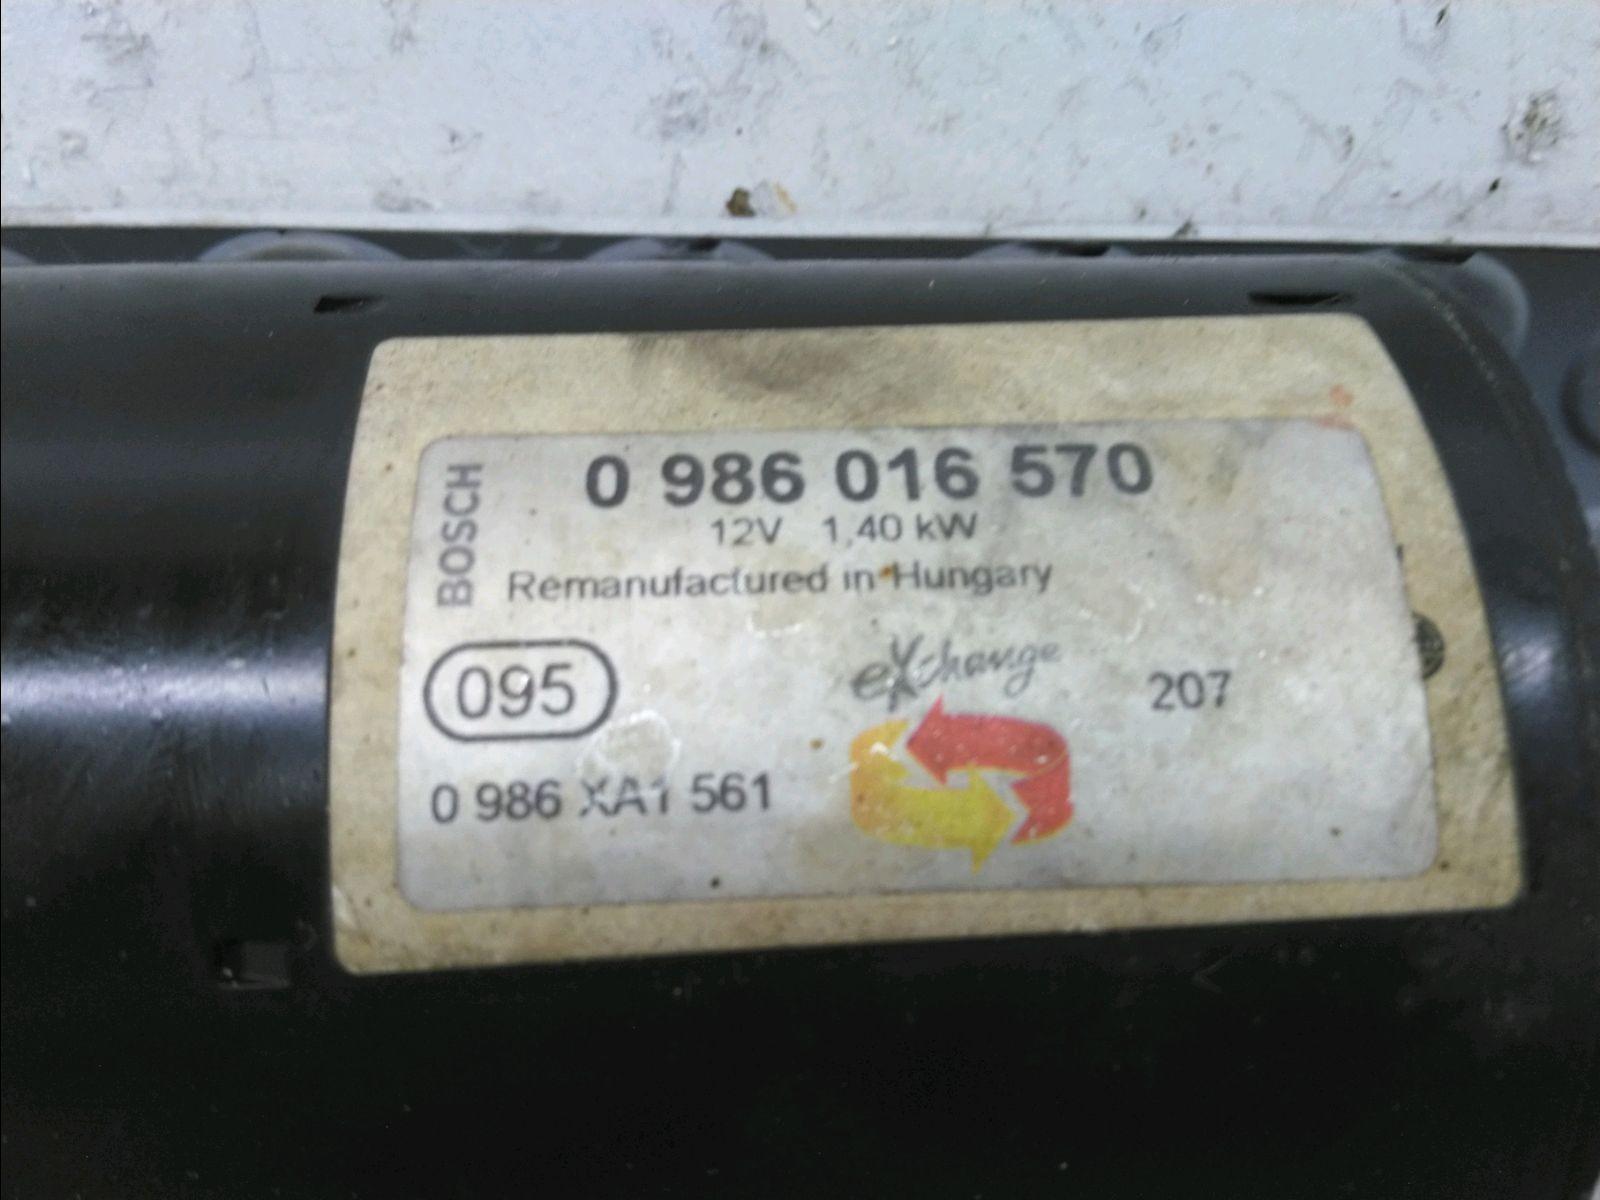 BOSCH
0 986 016 570
12V 1,40 kW
Remanufactured in Hungary
eXchange
095
207
0 986 XA1 561